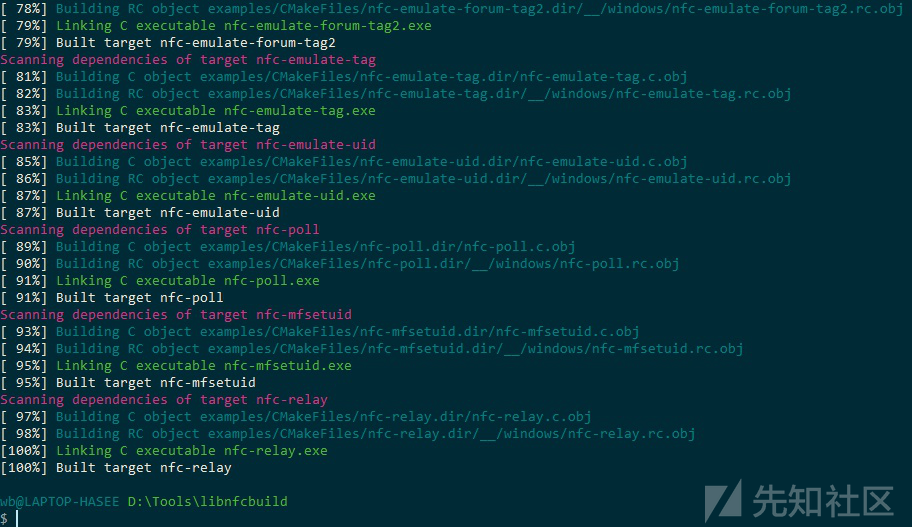 [ 78%] Building RC object examples/CMakeFiles/nfc-emulate-forum-tag2.dir/__/windows/nfc-emulate-forum-tag2.rc.obj
[ 79%] Linking C executable nfc-emulate-forum-tag2.exe
[ 79%] Built target nfc-emulate-forum-tag2
Scanning dependencies of target nfc-emulate-tag
[ 81%] Building C object examples/CMakeFiles/nfc-emulate-tag.dir/nfc-emulate-tag.c.obj
[ 82%] Building RC object examples/CMakeFiles/nfc-emulate-tag.dir/__/windows/nfc-emulate-tag.rc.obj
[ 83%] Linking C executable nfc-emulate-tag.exe
[ 83%] Built target nfc-emulate-tag
Scanning dependencies of target nfc-emulate-uid
[ 85%] Building C object examples/CMakeFiles/nfc-emulate-uid.dir/nfc-emulate-uid.c.obj
[ 86%] Building RC object examples/CMakeFiles/nfc-emulate-uid.dir/__/windows/nfc-emulate-uid.rc.obj
[ 87%] Linking C executable nfc-emulate-uid.exe
[ 87%] Built target nfc-emulate-uid
Scanning dependencies of target nfc-poll
[ 89%] Building C object examples/CMakeFiles/nfc-poll.dir/nfc-poll.c.obj
[ 90%] Building RC object examples/CMakeFiles/nfc-poll.dir/__/windows/nfc-poll.rc.obj
[ 91%] Linking C executable nfc-poll.exe
[ 91%] Built target nfc-poll
Scanning dependencies of target nfc-mfsetuid
[ 93%] Building C object examples/CMakeFiles/nfc-mfsetuid.dir/nfc-mfsetuid.c.obj
[ 94%] Building RC object examples/CMakeFiles/nfc-mfsetuid.dir/__/windows/nfc-mfsetuid.rc.obj
[ 95%] Linking C executable nfc-mfsetuid.exe
[ 95%] Built target nfc-mfsetuid
Scanning dependencies of target nfc-relay
[ 97%] Building C object examples/CMakeFiles/nfc-relay.dir/nfc-relay.c.obj
[ 98%] Building RC object examples/CMakeFiles/nfc-relay.dir/__/windows/nfc-relay.rc.obj
[100%] Linking C executable nfc-relay.exe
[100%] Built target nfc-relay
wb@LAPTOP-HASEE D:\Tools\libnfcbuild
$
先知社区